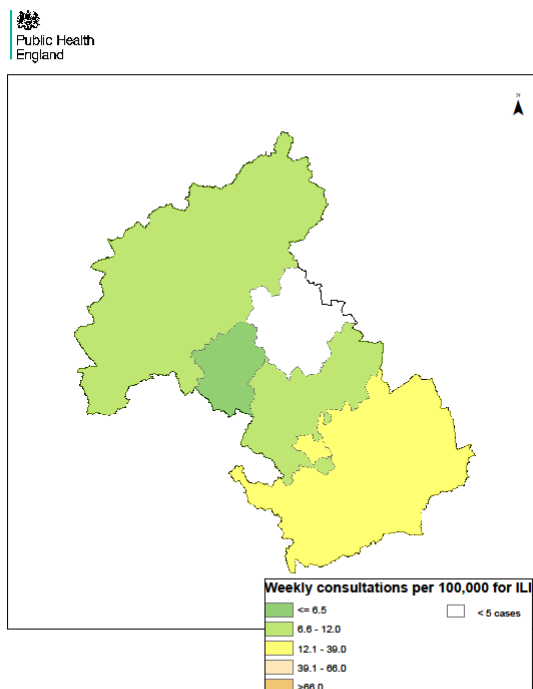 Public Health
England
N
Weekly consultations per 100,000 for ILI
<= 6.5
6.6 - 12.0
12.1 - 39.0
39.1 - 66.0
>66.0
< 5 cases